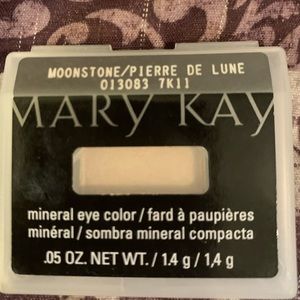 MOONSTONE/PIERRE DE LUNE
013083 7K11
MARY KAY
mineral eye color / fard à paupières
minéral / sombra mineral compacta
.05 OZ. NET WT. / 1.4 g / 1,4 g